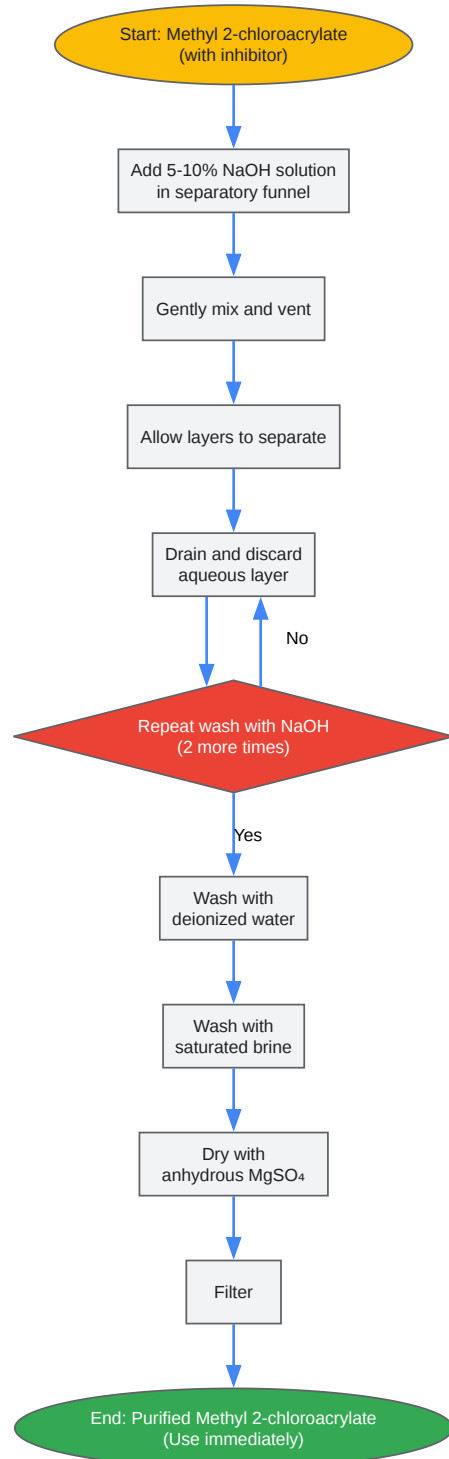 Start: Methyl 2-chloroacrylate
(with inhibitor)
Add 5-10% NaOH solution
in separatory funnel
Gently mix and vent
Allow layers to separate
Drain and discard
aqueous layer
No
Repeat wash with NaOH
(2 more times)
Yes
Wash with
deionized water
Wash with
saturated brine
Dry with
anhydrous MgSO₄
Filter
End: Purified Methyl 2-chloroacrylate
(Use immediately)